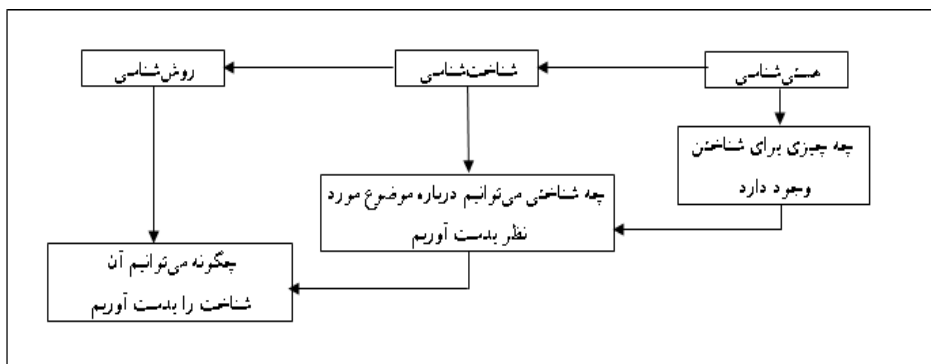 هستی‌شناسی
شناخت‌شناسی
روش‌شناسی
چه چیزی برای شناختن
وجود دارد
چه شناختی می‌توانیم درباره موضوع مورد
نظر بدست آوریم
چگونه می‌توانیم آن
شناخت را بدست آوریم